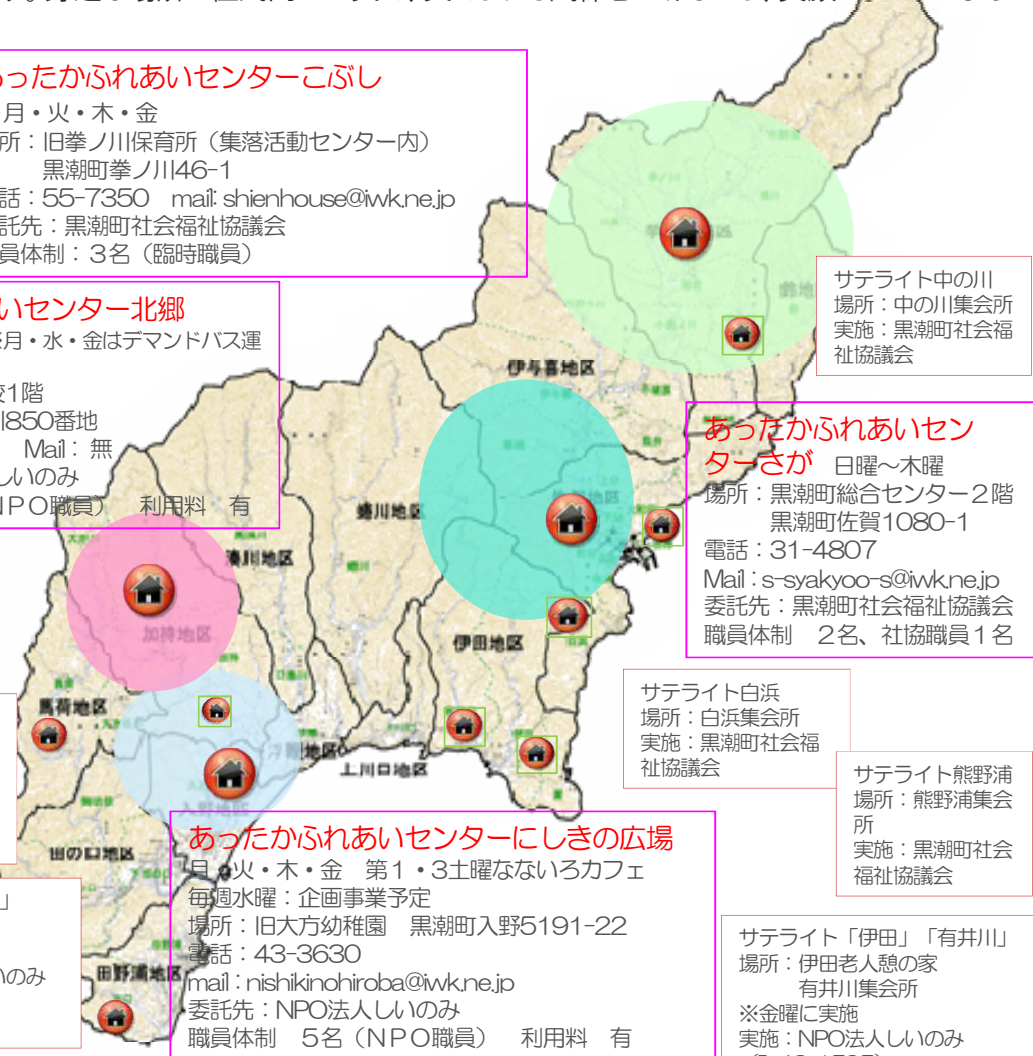 あったかふれあいセンターこぶし
月・火・木・金
所：旧拳ノ川保育所（集落活動センター内）
黒潮町拳ノ川46-1
話：55-7350　mail: shienhouse@iwk.ne.jp
託先：黒潮町社会福祉協議会
員体制：３名（臨時職員）
いセンター北郷
月・水・金はデマンドバス運
校1階
川850番地
Mail：無
しいのみ
ＮＰＯ職員）　利用料　有
サテライト中の川
場所：中の川集会所
実施：黒潮町社会福
祉協議会
あったかふれあいセン
ターさが　日曜～木曜
場所：黒潮町総合センター２階
黒潮町佐賀1080-1
電話：31-4807
Mail：s-syakyoo-s@iwk.ne.jp
委託先：黒潮町社会福祉協議会
職員体制　２名、社協職員１名
伊与喜地区
蜷川地区
湊川地区
加持地区
伊田地区
馬荷地区
上川口地区
入野地区
田の口地区
田野浦地区
サテライト白浜
場所：白浜集会所
実施：黒潮町社会福
祉協議会
サテライト熊野浦
場所：熊野浦集会
所
実施：黒潮町社会
福祉協議会
あったかふれあいセンターにしきの広場
月・火・木・金　第１・３土曜なないろカフェ
毎週水曜：企画事業予定
場所：旧大方幼稚園　黒潮町入野5191-22
電話：43-3630
mail：nishikinohiroba@iwk.ne.jp
委託先：NPO法人しいのみ
職員体制　５名（ＮＰＯ職員）　利用料　有
」
いのみ
サテライト「伊田」「有井川」
場所：伊田老人憩の家
有井川集会所
※金曜に実施
実施：NPO法人しいのみ